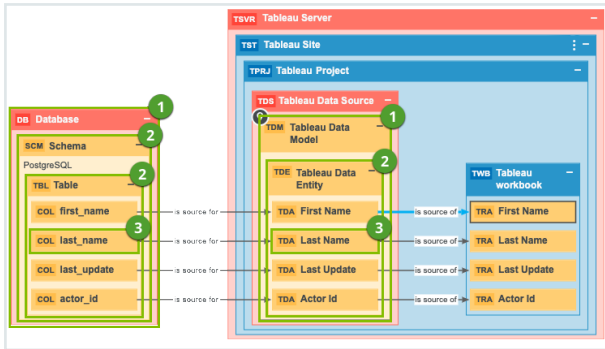 TSVR Tableau Server
TST Tableau Site
TPRJ Tableau Project
DB Database
1
2
SCM Schema
PostgreSQL
2
TBL Table
COL first_name
3
COL last_name
COL last_update
COL actor_id
is source for
is source for
is source for
is source for
TDS Tableau Data Source
1
TDM Tableau Data
Model
2
TDE Tableau Data
Entity
TDA First Name
3
TDA Last Name
TDA Last Update
TDA Actor Id
is source of
is source of
is source of
is source of
TWB Tableau
workbook
TRA First Name
TRA Last Name
TRA Last Update
TRA Actor Id